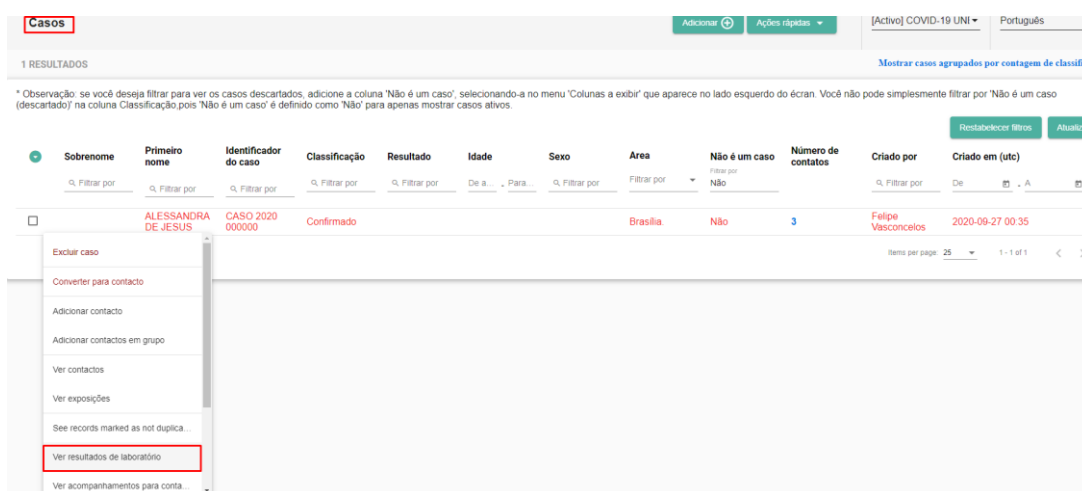 Casos
Adicionar
Ações rápidas
[Activo] COVID-19 UNI
Português
1 RESULTADOS
Mostrar casos agrupados por contagem de
* Observação: se você deseja filtrar para ver os casos descartados, adicione a coluna 'Não é um caso', selecionando-a no menu 'Colunas a exibir' que aparece no lado esquerdo do écran. Você não pode simplesmente filtrar por 'Não é um caso
(descartado)' na coluna Classificação,pois 'Não é um caso' é definido como 'Não' para apenas mostrar casos ativos.
Restabelecer filtros
Sobrenome
Primeiro
nome
Identificador
do caso
Classificação
Resultado
Idade
Sexo
Area
Não é um caso
Número de
contatos
Criado por
Criado em (utc)
Filtrar por
Filtrar por
Filtrar por
Filtrar por
Filtrar por
De a...
Para...
Filtrar por
Filtrar por
Filtrar por
Não
Filtrar por
De
A
ALESSANDRA
DE JESUS
CASO 2020
000000
Confirmado
Brasília.
Não
3
Felipe
Vasconcelos
2020-09-27 00:35
Items per page: 25
1 - 1 of 1
Excluir caso
Converter para contacto
Adicionar contacto
Adicionar contactos em grupo
Ver contactos
Ver exposições
See records marked as not duplica...
Ver resultados de laboratório
Ver acompanhamentos para conta...